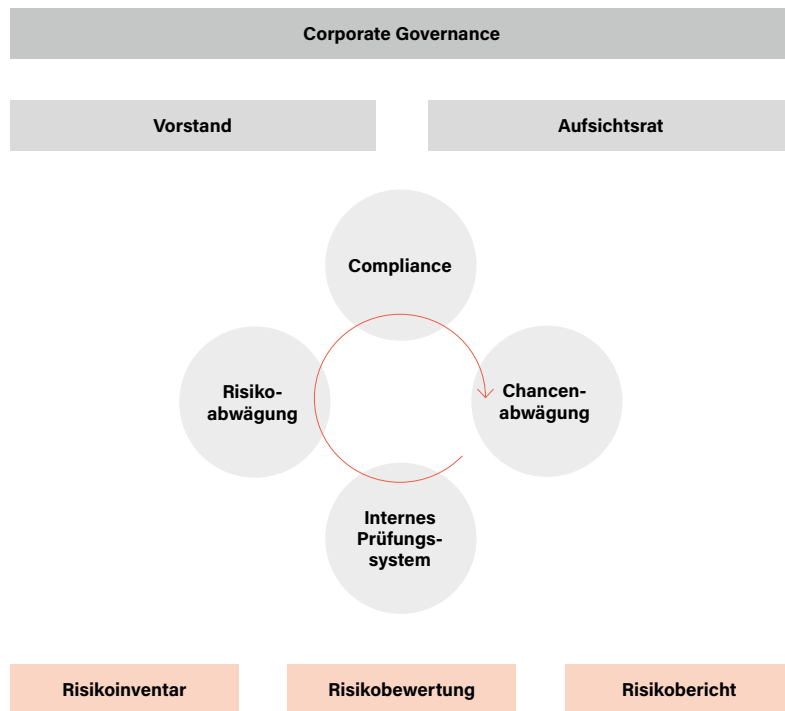 Corporate Governance
Vorstand
Aufsichtsrat
Compliance
Risiko-
abwägung
Chancen-
abwägung
Internes
Prüfungs-
system
Risikoinventar
Risikobewertung
Risikobericht